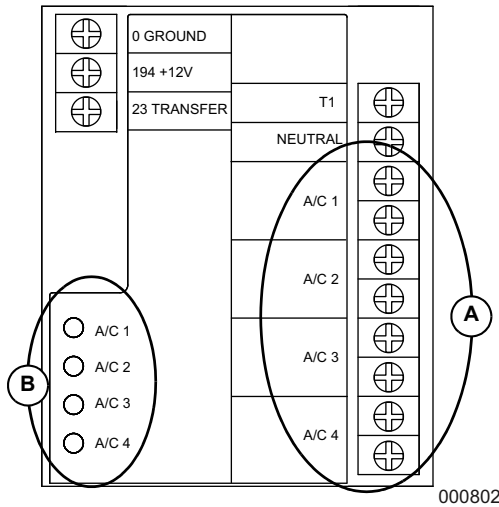 0 GROUND
194 +12V
23 TRANSFER
T1
NEUTRAL
A/C 1
A/C 2
A/C 3
A/C 4
A
A/C 1
A/C 2
A/C 3
A/C 4
B
000802